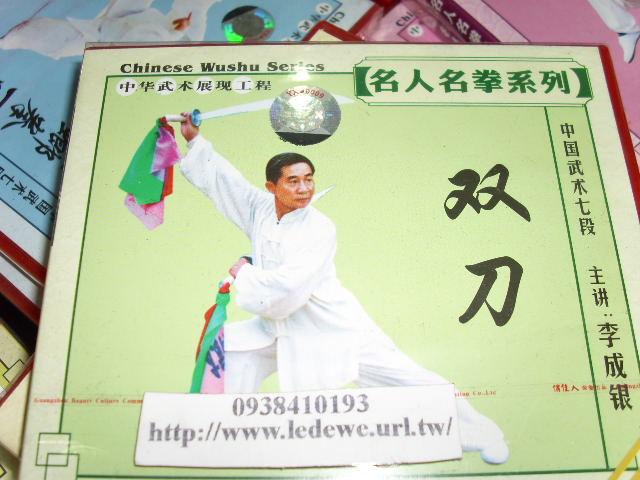 Chinese Wushu Series
中华武术展现工程
【名人名拳系列】
中国武术七段 主讲:李成银
双刀
0938410193
http://www.ledewe.url.tw/